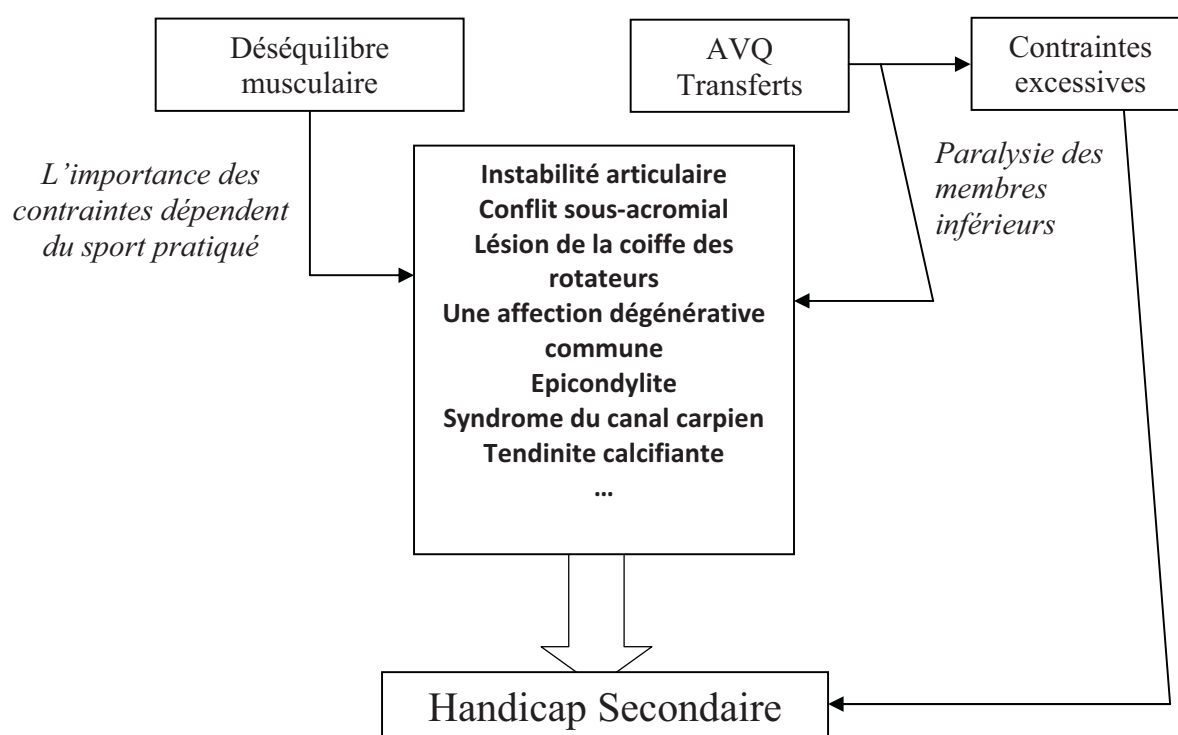 Déséquilibre
musculaire
AVQ
Transferts
Contraintes
excessives
L’importance des
contraintes dépendent
du sport pratiqué
Paralysie des
membres
inférieurs
Instabilité articulaire
Conflit sous-acromial
Lésion de la coiffe des
rotateurs
Une affection dégénérative
commune
Epicondylite
Syndrome du canal carpien
Tendinite calcifiante
…
Handicap Secondaire